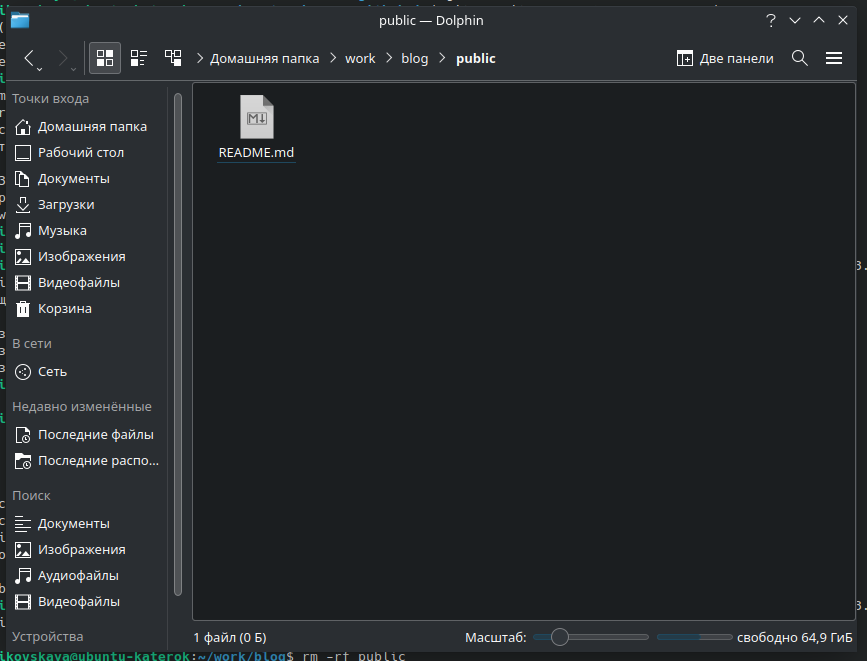 public — Dolphin
Домашняя папка
work
blog
public
Две панели
Точки входа
Домашняя папка
Рабочий стол
Документы
Загрузки
Музыка
Изображения
Видеофайлы
Корзина
В сети
Сеть
Недавно изменённые
Последние файлы
Последние распо...
Поиск
Документы
Изображения
Аудиофайлы
Видеофайлы
Устройства
README.md
1 файл (0 Б)
Масштаб:
свободно 64,9 ГиБ
ikovskaya@ubuntu-katerok:~/work/blog$ rm -rf public